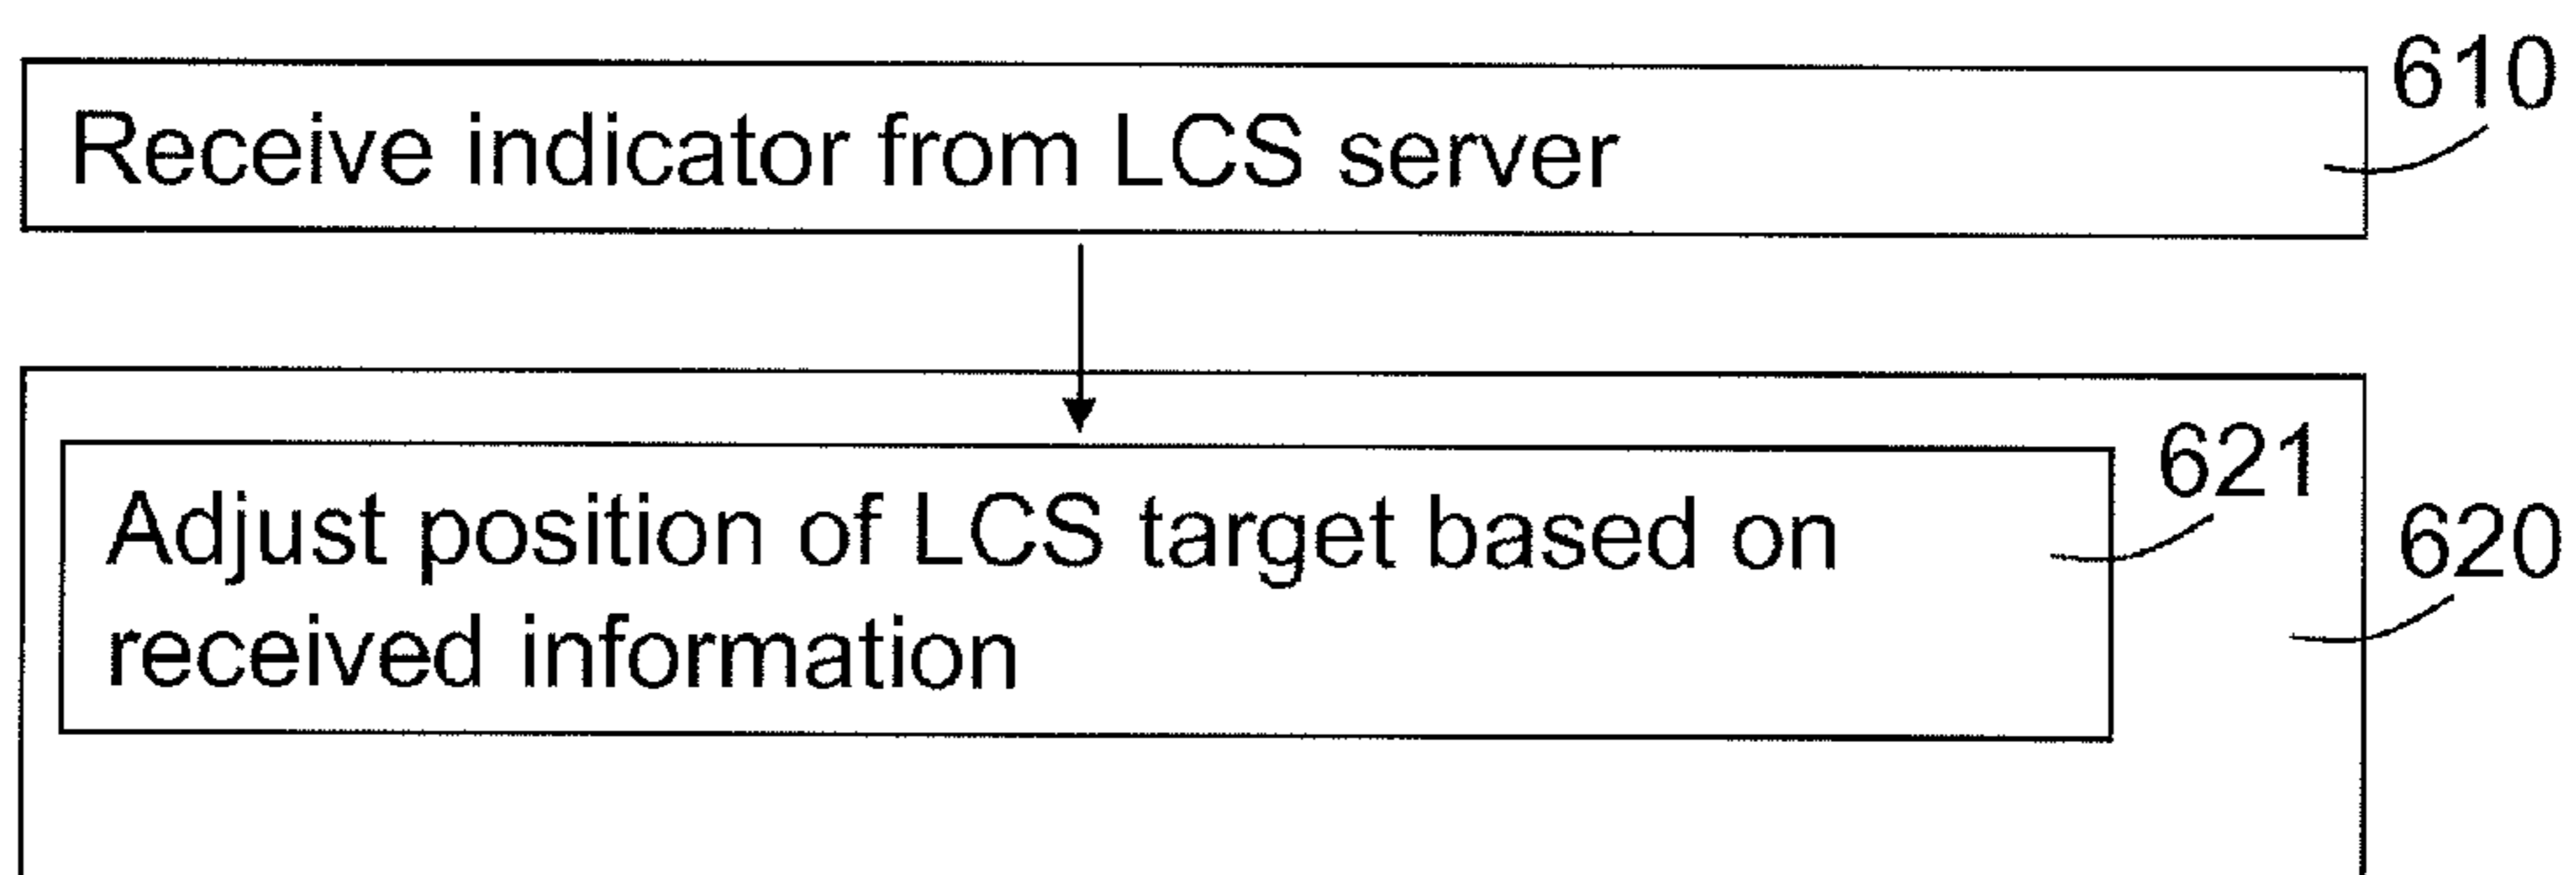 610
Receive indicator from LCS server
621
Adjust position of LCS target based on
620
received information